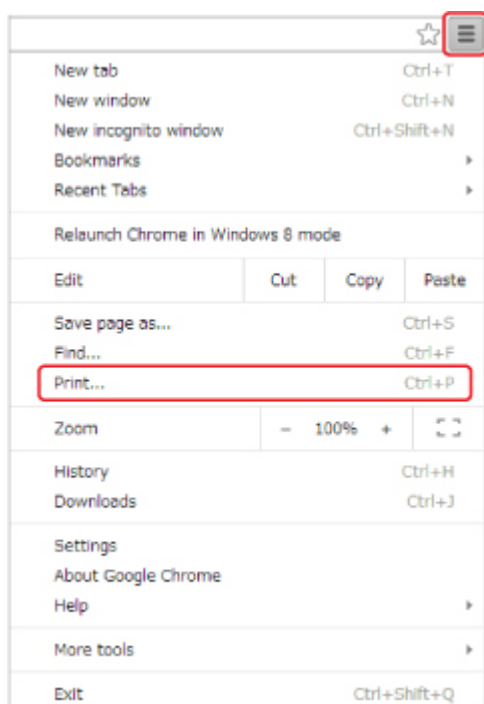 New tab Ctrl+T
New window Ctrl+N
New incognito window Ctrl+Shift+N
Bookmarks
Recent Tabs
Relaunch Chrome in Windows 8 mode
Edit Cut Copy Paste
Save page as... Ctrl+S
Find... Ctrl+F
Print... Ctrl+P
Zoom - 100% +
History Ctrl+H
Downloads Ctrl+J
Settings
About Google Chrome
Help
More tools
Exit Ctrl+Shift+Q